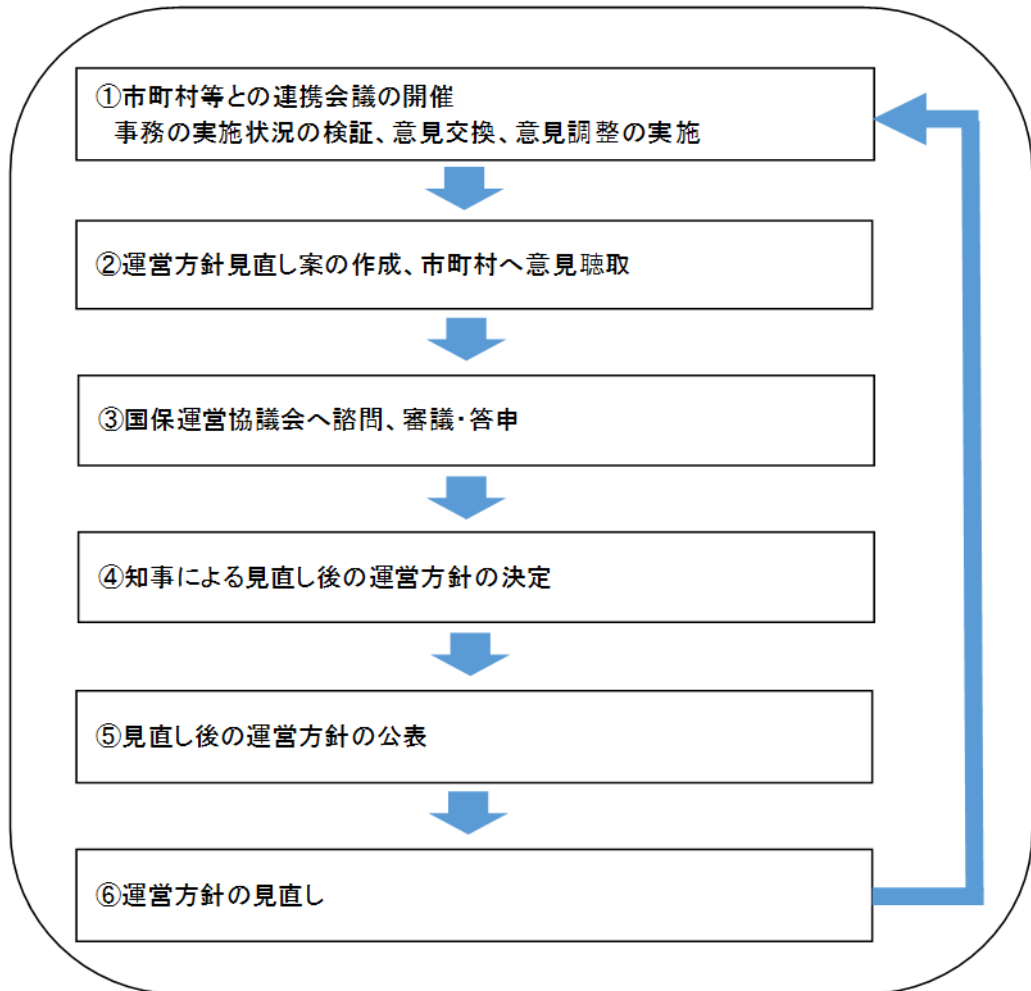 ①市町村等との連携会議の開催
事務の実施状況の検証、意見交換、意見調整の実施
②運営方針見直し案の作成、市町村へ意見聴取
③国保運営協議会へ諮問、審議・答申
④知事による見直し後の運営方針の決定
⑤見直し後の運営方針の公表
⑥運営方針の見直し